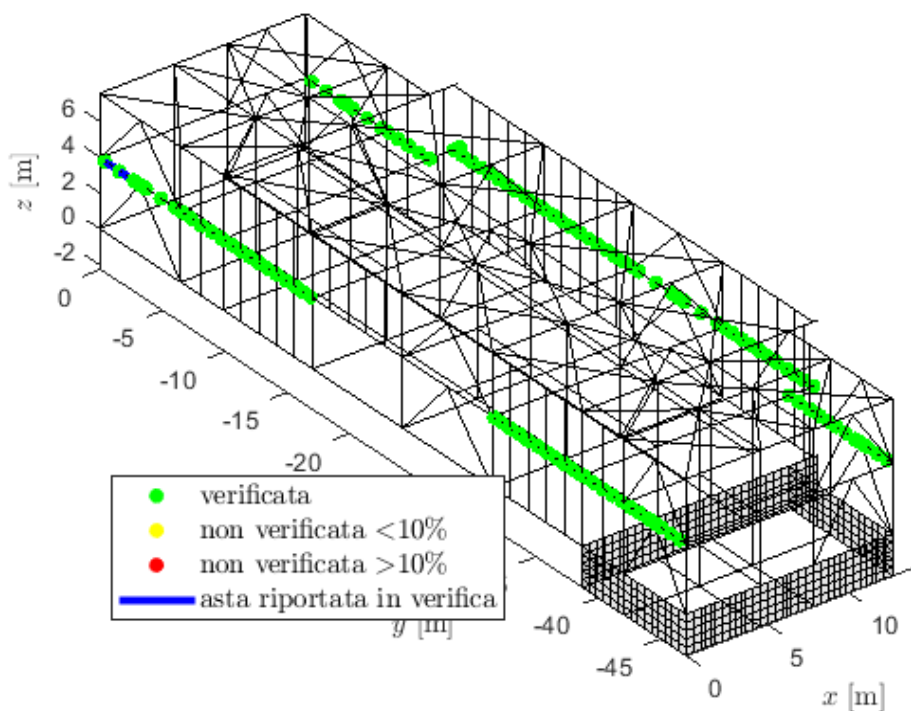 6
4
2
0
-2
z [m]
0
-5
-10
-15
-20
verificata
non verificata <10%
non verificata >10%
asta riportata in verifica
y [m]
-40
-45
0
5
10
x [m]